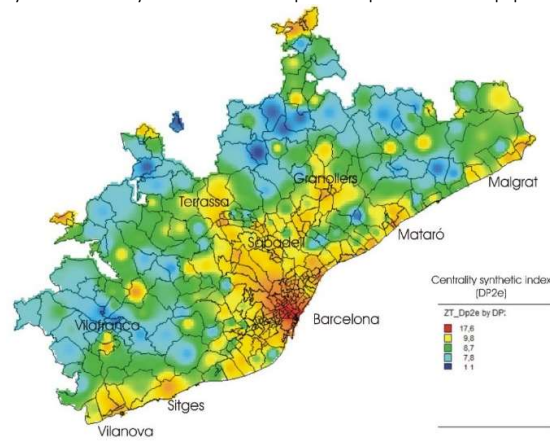 Granollers
Malgrat
Terrassa
Mataró
Sabadell
Centrality synthetic index
(DP2e)
ZT_Dp2e by DP:
17,6
9,8
8,7
7,8
1 1
Barcelona
Vilafranca
Sitges
Vilanova